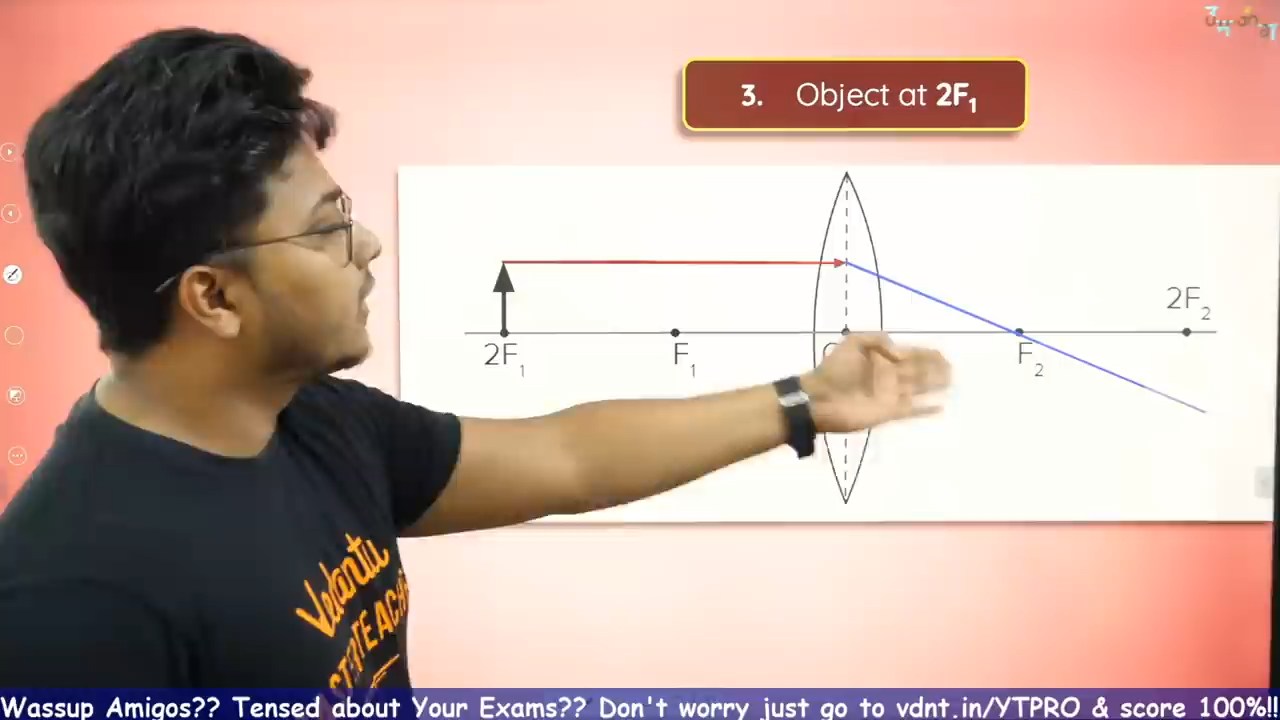 3. Object at 2F₁
2F₂
2F₁
F₁
F₂
Vedantu
Wassup Amigos?? Tensed about Your Exams?? Don't worry just go to vdnt.in/YTPRO & score 100%!!